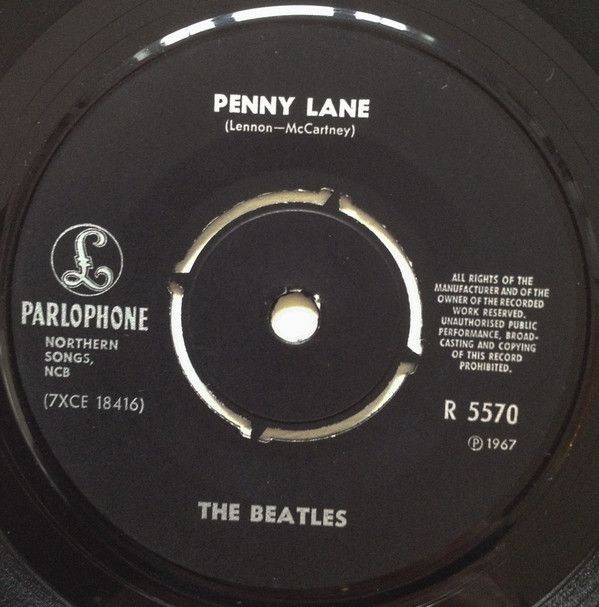 PENNY LANE
(Lennon—McCartney)
£
PARLOPHONE
NORTHERN
SONGS,
NCB
(7XCE 18416)
ALL RIGHTS OF THE
MANUFACTURER AND OF THE
OWNER OF THE RECORDED
WORK RESERVED.
UNAUTHORISED PUBLIC
PERFORMANCE, BROAD-
CASTING AND COPYING
OF THIS RECORD
PROHIBITED.
R 5570
℗ 1967
THE BEATLES